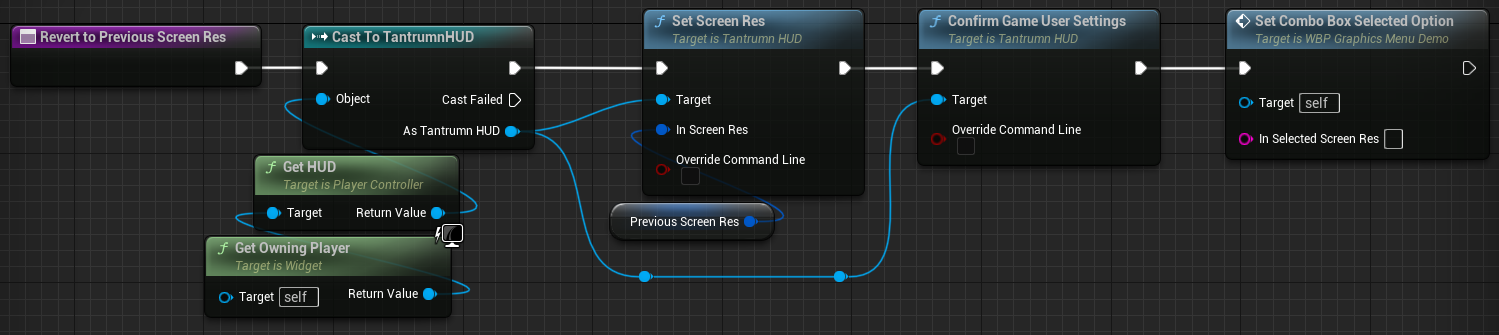 Revert to Previous Screen Res
Cast To TantrumnHUD
Object
Cast Failed
As Tantrumn HUD
Get HUD
Target is Player Controller
Target
Return Value
Get Owning Player
Target is Widget
Target self
Return Value
Set Screen Res
Target is Tantrumn HUD
Target
In Screen Res
Override Command Line
Previous Screen Res
Confirm Game User Settings
Target is Tantrumn HUD
Target
Override Command Line
Set Combo Box Selected Option
Target is WBP Graphics Menu Demo
Target self
In Selected Screen Res